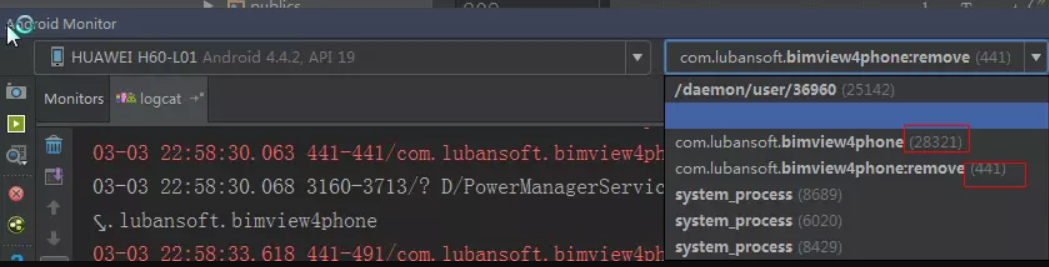 publics
Android Monitor
HUAWEI H60-L01 Android 4.4.2, API 19
com.lubansoft.bimview4phone:remove (441)
Monitors
logcat
/daemon/user/36960 (25142)
com.lubansoft.bimview4phone (28321)
com.lubansoft.bimview4phone:remove (441)
system_process (8689)
system_process (6020)
system_process (8429)
03-03 22:58:30.063 441-441/com.lubansoft.bimview4ph
03-03 22:58:30.068 3160-3713/? D/PowerManagerServic
.lubansoft.bimview4phone
03-03 22:58:33.618 441-491/com.lubansoft.bimview4ph